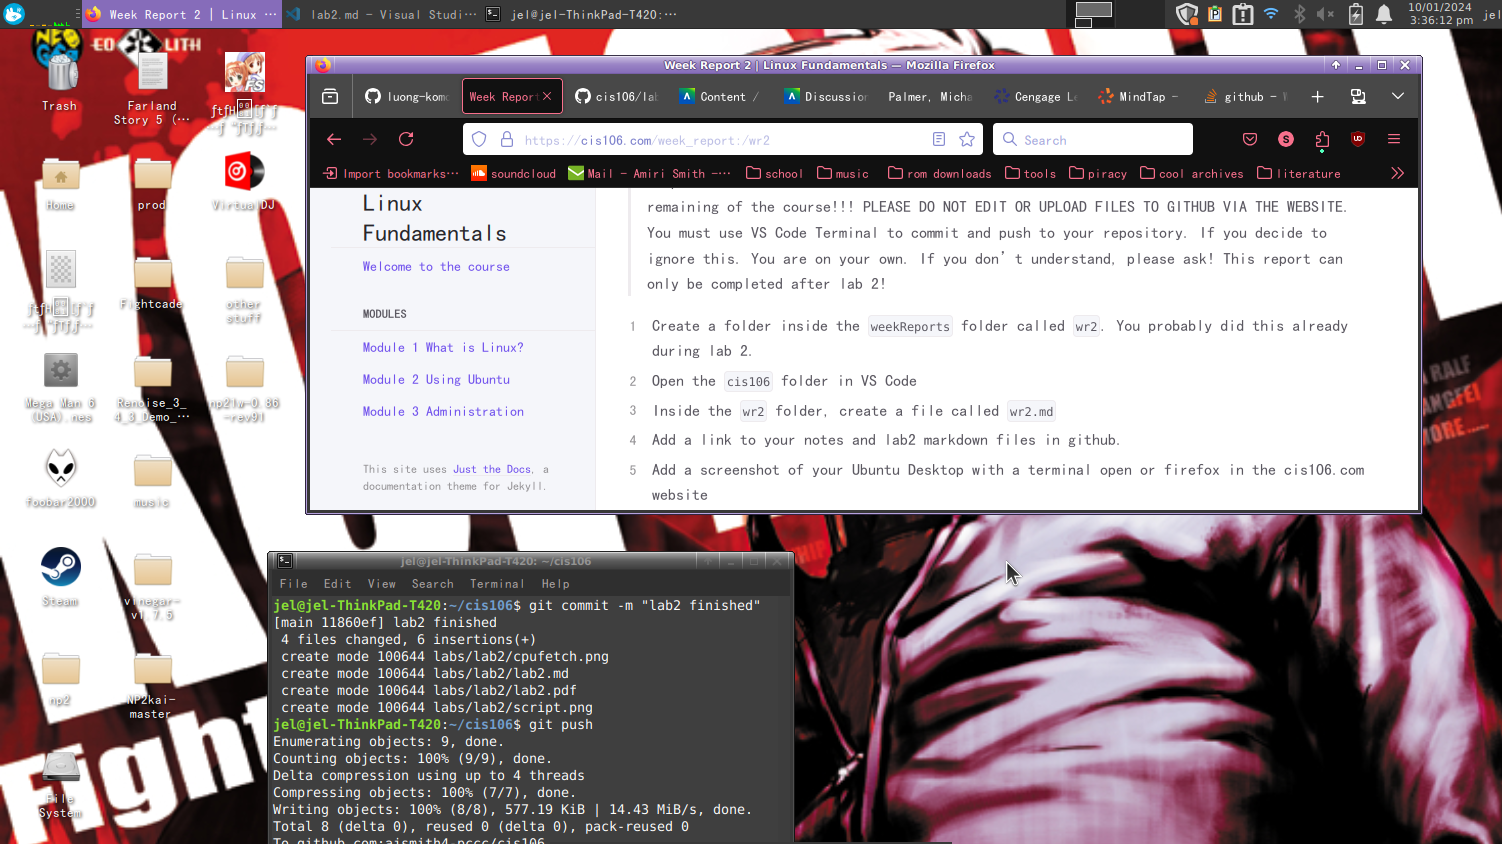 Week Report 2 | Linux ···
lab2.md - Visual Studi···
jel@jel-ThinkPad-T420:···
10/01/2024
3:36:12 pm
jel
Week Report 2 | Linux Fundamentals — Mozilla Firefox
luong-komo
Week Report
cis106/lab
Content /
Discussion
Palmer, Micha
Cengage Le
MindTap -
github - W
https://cis106.com/week_report:/wr2
Search
S
Import bookmarks···
soundcloud
Mail - Amiri Smith -···
school
music
rom downloads
tools
piracy
cool archives
literature
Linux
Fundamentals
Welcome to the course
MODULES
Module 1 What is Linux?
Module 2 Using Ubuntu
Module 3 Administration
This site uses Just the Docs, a
documentation theme for Jekyll.
remaining of the course!!! PLEASE DO NOT EDIT OR UPLOAD FILES TO GITHUB VIA THE WEBSITE.
You must use VS Code Terminal to commit and push to your repository. If you decide to
ignore this. You are on your own. If you don’t understand, please ask! This report can
only be completed after lab 2!
1 Create a folder inside the weekReports folder called wr2. You probably did this already
during lab 2.
2 Open the cis106 folder in VS Code
3 Inside the wr2 folder, create a file called wr2.md
4 Add a link to your notes and lab2 markdown files in github.
5 Add a screenshot of your Ubuntu Desktop with a terminal open or firefox in the cis106.com
website
Trash
Farland
Story 5 (···
Home
prod
VirtualDJ
Fightcade
other
stuff
Mega Man 6
(USA).nes
Renoise_3_
4_3_Demo_···
np21w-0.86
-rev91
foobar2000
music
Steam
vinegar-
v1.7.5
np2
NP2kai-
master
File
System
Fight
RALF
MORE...
jel@jel-ThinkPad-T420: ~/cis106
File Edit View Search Terminal Help
jel@jel-ThinkPad-T420:~/cis106$ git commit -m "lab2 finished"
[main 11860ef] lab2 finished
4 files changed, 6 insertions(+)
create mode 100644 labs/lab2/cpufetch.png
create mode 100644 labs/lab2/lab2.md
create mode 100644 labs/lab2/lab2.pdf
create mode 100644 labs/lab2/script.png
jel@jel-ThinkPad-T420:~/cis106$ git push
Enumerating objects: 9, done.
Counting objects: 100% (9/9), done.
Delta compression using up to 4 threads
Compressing objects: 100% (7/7), done.
Writing objects: 100% (8/8), 577.19 KiB | 14.43 MiB/s, done.
Total 8 (delta 0), reused 0 (delta 0), pack-reused 0
To github.com:aismith4-pccc/cis106